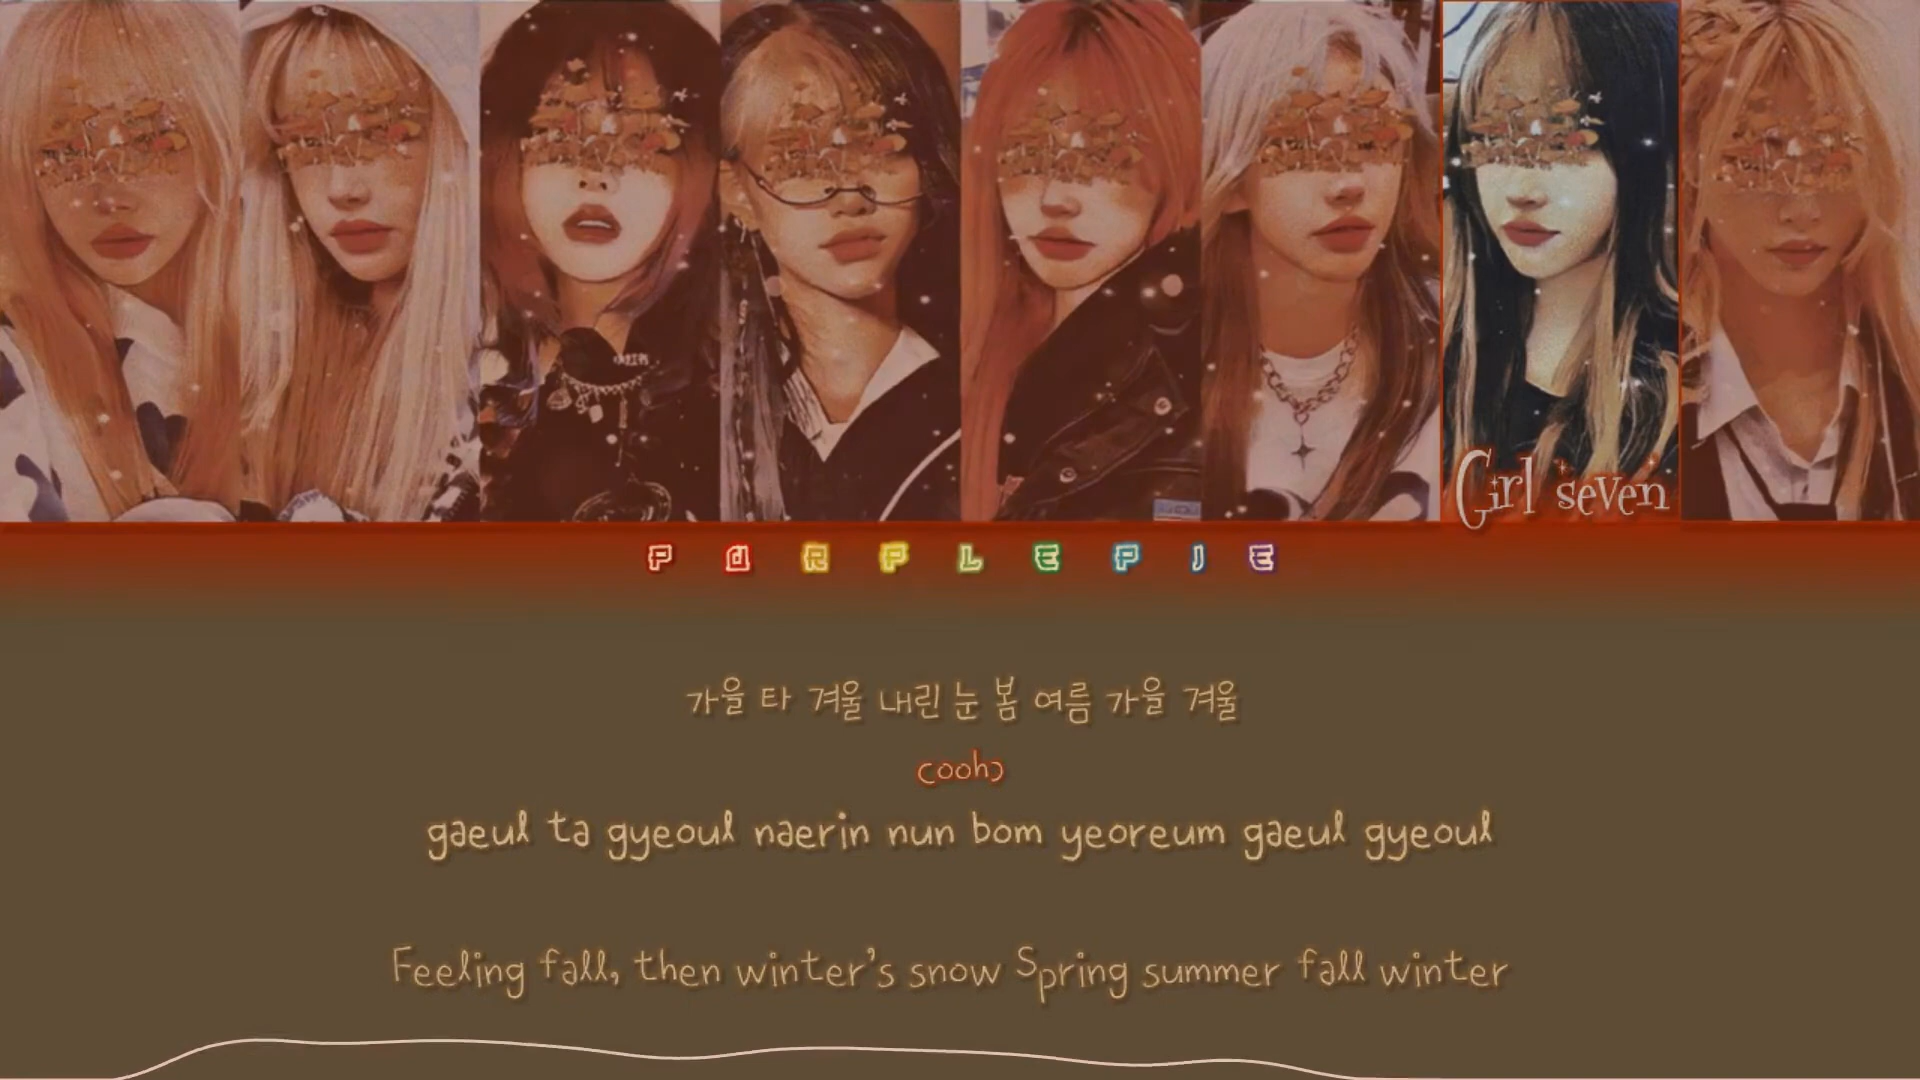 Girl seven
P U R P L E P I E
가을 타 겨울 내린 눈 봄 여름 가을 겨울
(ooh)
gaeul ta gyeoul naerin nun bom yeoreum gaeul gyeoul
Feeling fall, then winter's snow Spring summer fall winter